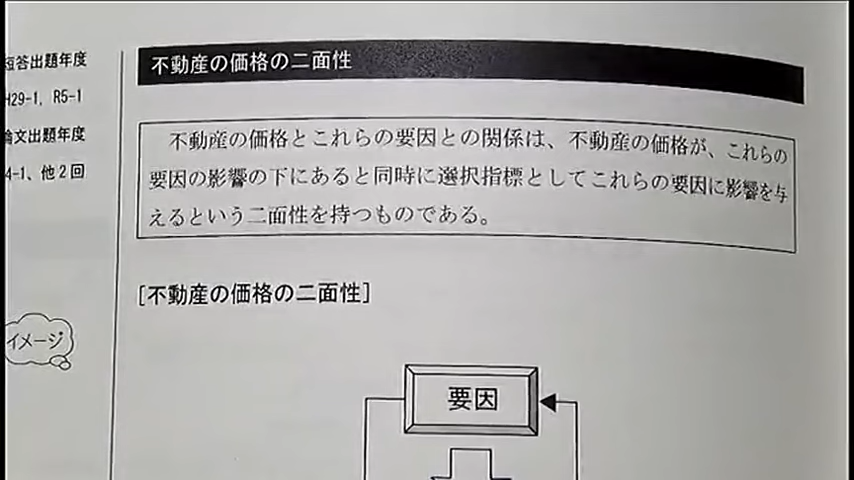 短答出題年度
H29-1, R5-1
論文出題年度
4-1、他2回
不動産の価格の二面性
不動産の価格とこれらの要因との関係は、不動産の価格が、これらの
要因の影響の下にあると同時に選択指標としてこれらの要因に影響を与
えるという二面性を持つものである。
[不動産の価格の二面性]
イメージ
要因